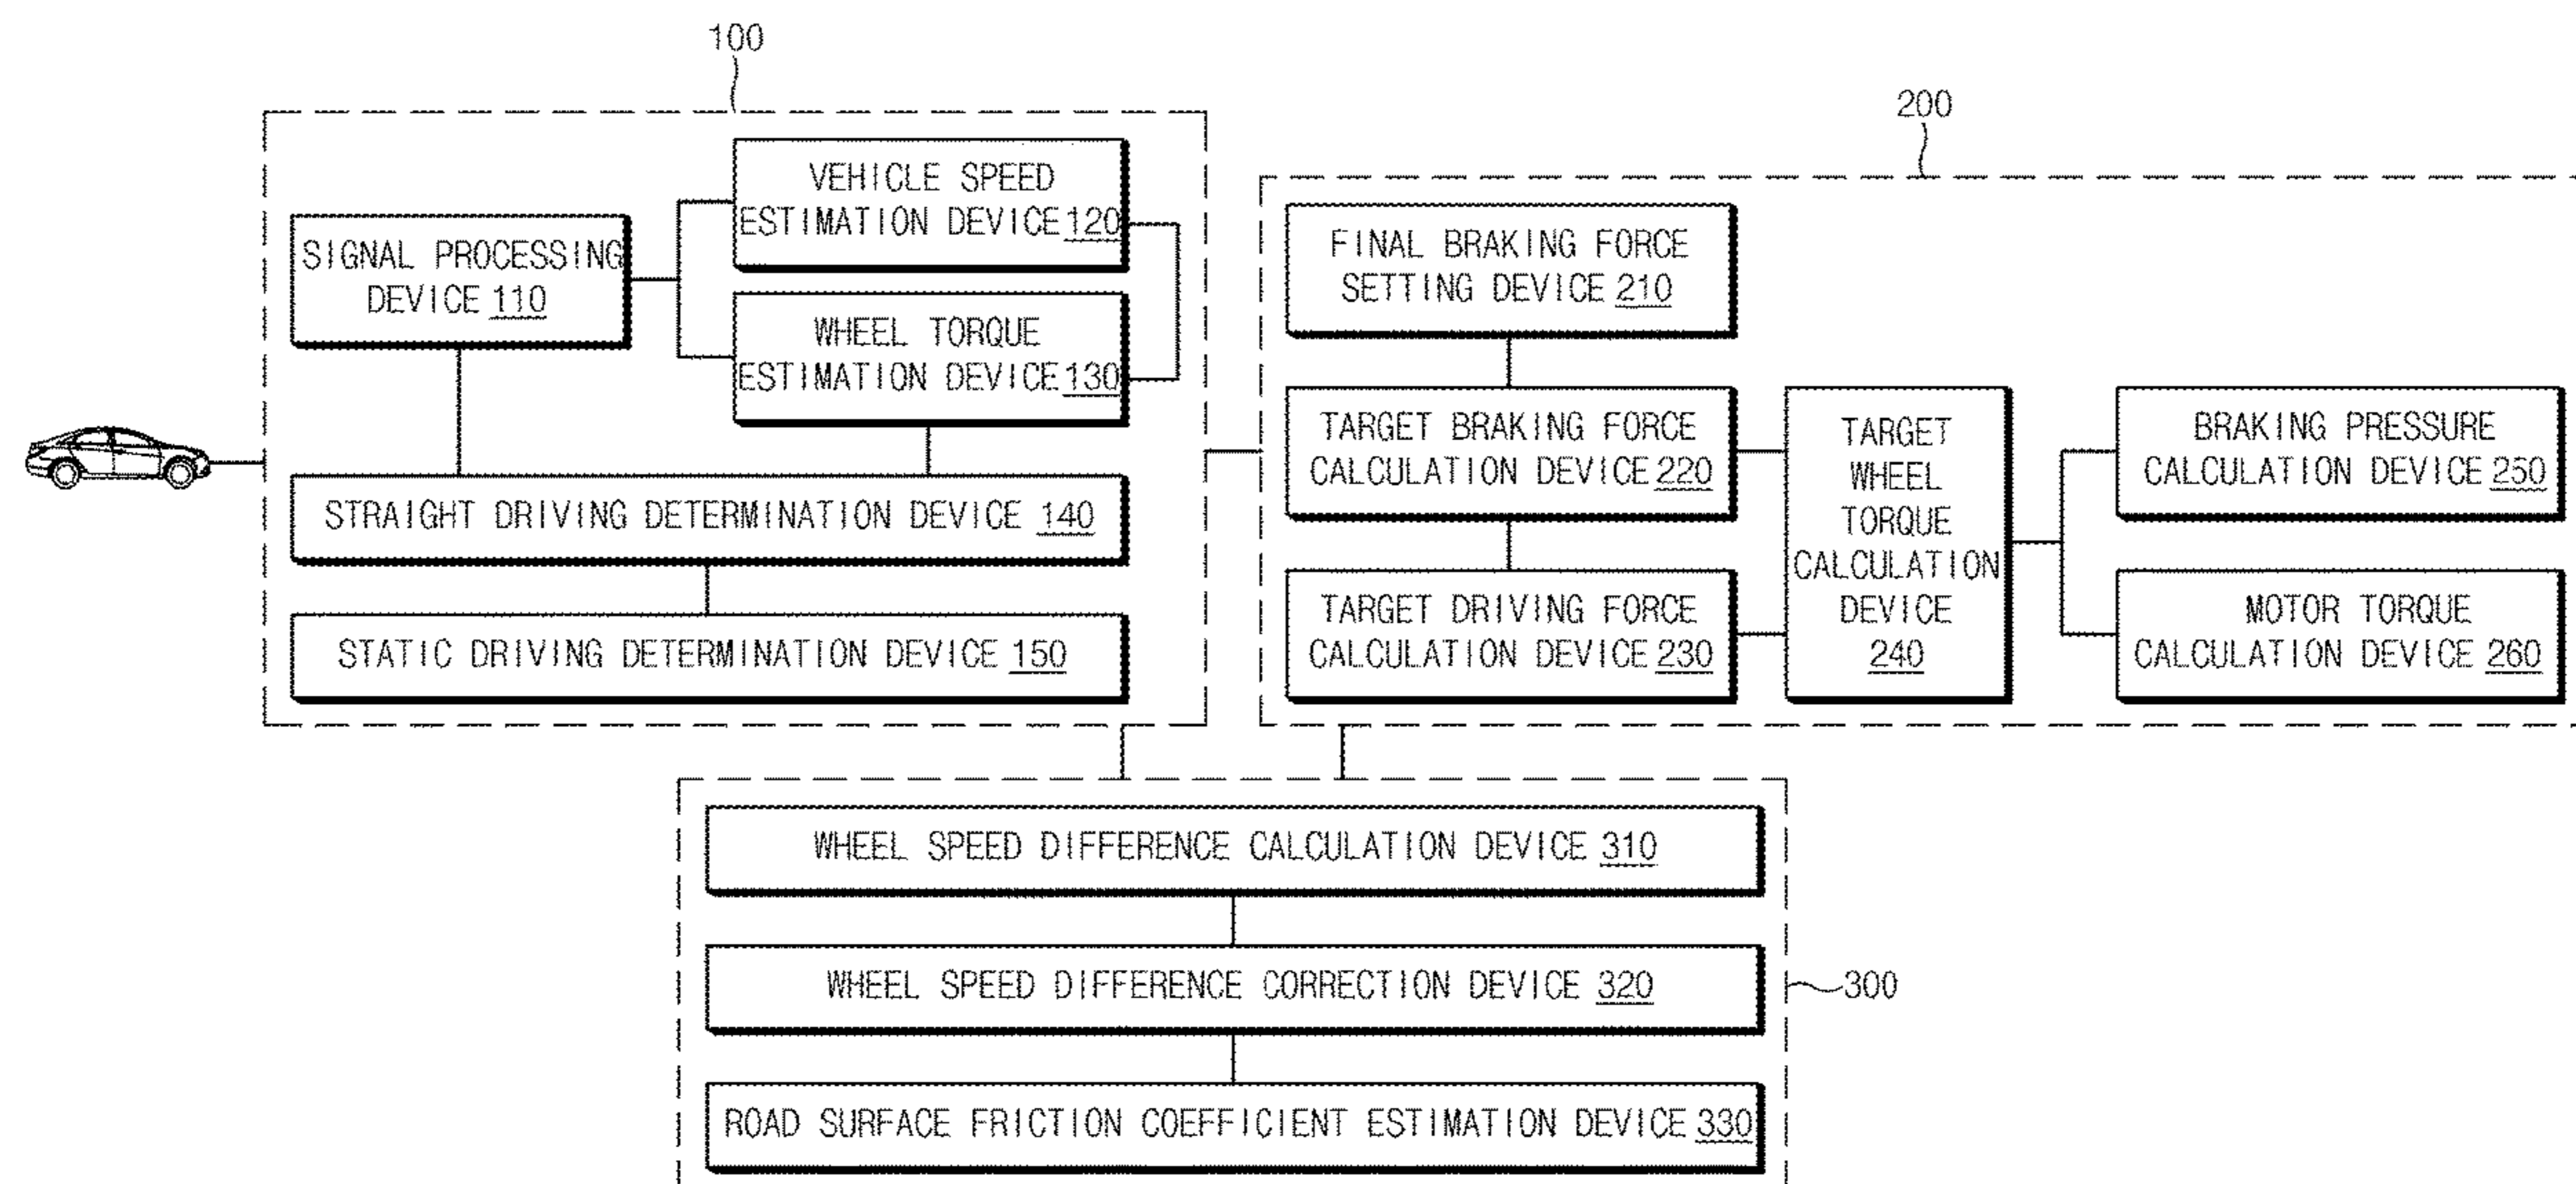 100
VEHICLE SPEED
ESTIMATION DEVICE 120
SIGNAL PROCESSING
DEVICE 110
WHEEL TORQUE
ESTIMATION DEVICE 130
STRAIGHT DRIVING DETERMINATION DEVICE 140
STATIC DRIVING DETERMINATION DEVICE 150
200
FINAL BRAKING FORCE
SETTING DEVICE 210
TARGET BRAKING FORCE
CALCULATION DEVICE 220
TARGET DRIVING FORCE
CALCULATION DEVICE 230
TARGET
WHEEL
TORQUE
CALCULATION
DEVICE
240
BRAKING PRESSURE
CALCULATION DEVICE 250
MOTOR TORQUE
CALCULATION DEVICE 260
WHEEL SPEED DIFFERENCE CALCULATION DEVICE 310
WHEEL SPEED DIFFERENCE CORRECTION DEVICE 320
300
ROAD SURFACE FRICTION COEFFICIENT ESTIMATION DEVICE 330